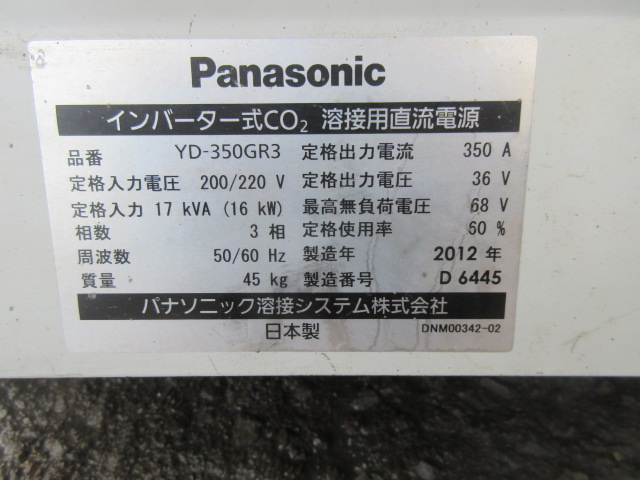 Panasonic
インバーター式CO₂ 溶接用直流電源
品番 YD-350GR3 定格出力電流 350 A
定格入力電圧 200/220 V 定格出力電圧 36 V
定格入力 17 kVA (16 kW) 最高無負荷電圧 68 V
相数 3 相 定格使用率 60 %
周波数 50/60 Hz 製造年 2012 年
質量 45 kg 製造番号 D 6445
パナソニック溶接システム株式会社
日本製 DNM00342-02